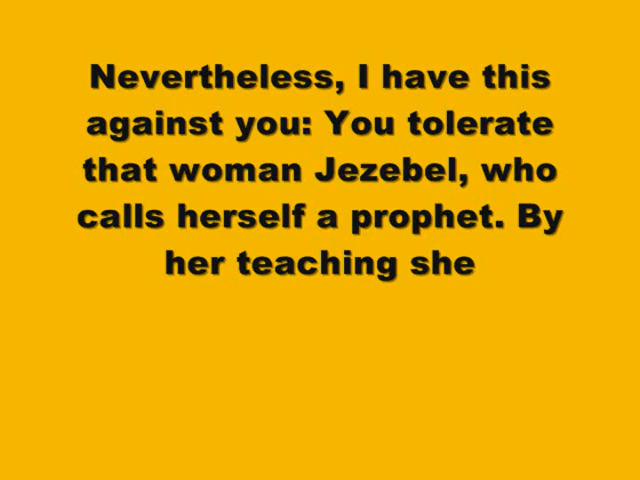 Nevertheless, I have this
against you: You tolerate
that woman Jezebel, who
calls herself a prophet. By
her teaching she